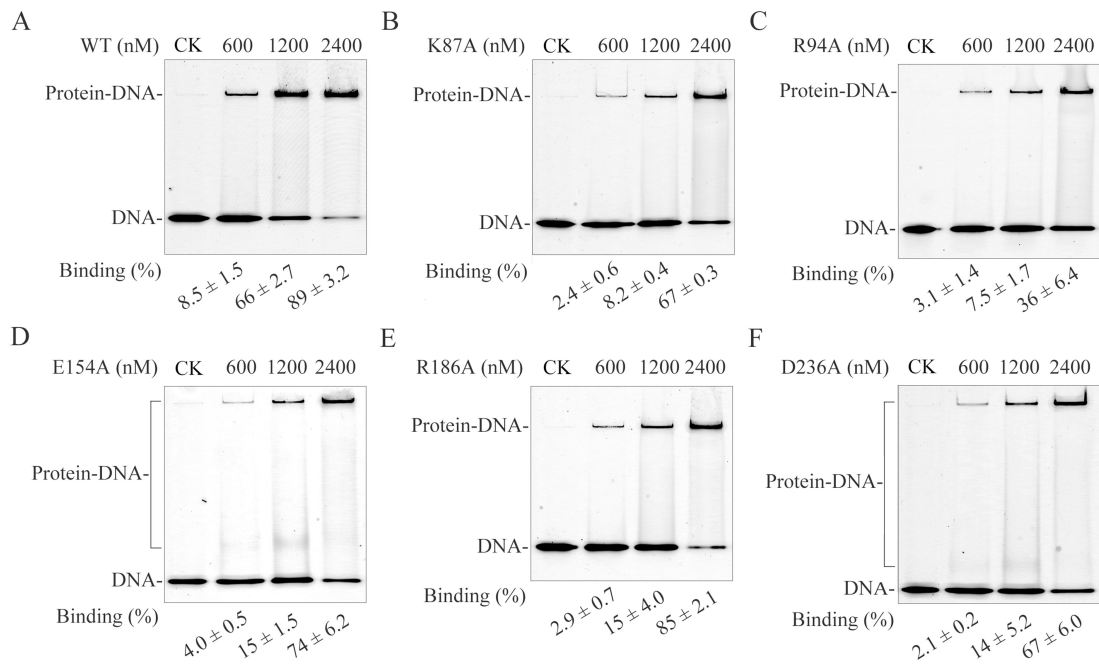 A
WT (nM) CK 600 1200 2400
Protein-DNA-
DNA-
Binding (%) 8.5 ± 1.5 66 ± 2.7 89 ± 3.2
B
K87A (nM) CK 600 1200 2400
Protein-DNA-
DNA-
Binding (%) 2.4 ± 0.6 8.2 ± 0.4 67 ± 0.3
C
R94A (nM) CK 600 1200 2400
Protein-DNA-
DNA-
Binding (%) 3.1 ± 1.4 7.5 ± 1.7 36 ± 6.4
D
E154A (nM) CK 600 1200 2400
Protein-DNA-
DNA-
Binding (%) 4.0 ± 0.5 15 ± 1.5 74 ± 6.2
E
R186A (nM) CK 600 1200 2400
Protein-DNA-
DNA-
Binding (%) 2.9 ± 0.7 15 ± 4.0 85 ± 2.1
F
D236A (nM) CK 600 1200 2400
Protein-DNA-
DNA-
Binding (%) 2.1 ± 0.2 14 ± 5.2 67 ± 6.0